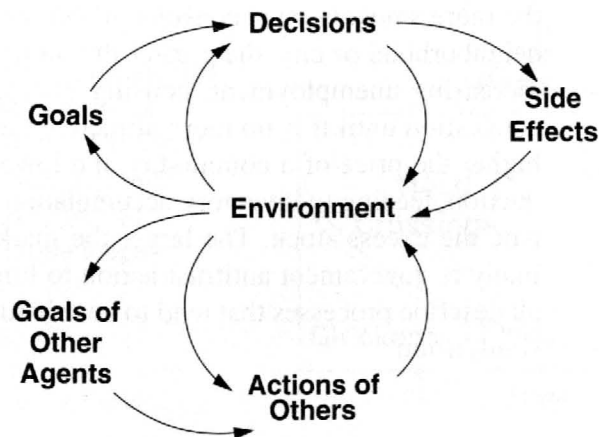 Decisions
Goals
Side
Effects
Environment
Goals of
Other
Agents
Actions of
Others